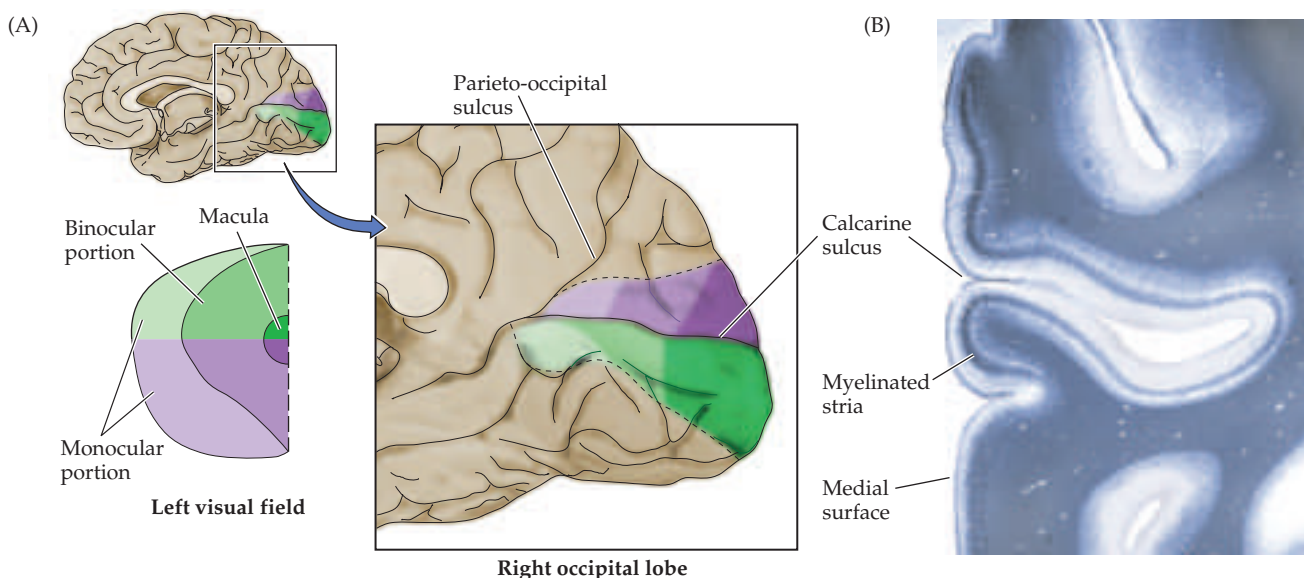 (A)
(B)
Parieto-occipital
sulcus
Binocular
portion
Macula
Calcarine
sulcus
Myelinated
stria
Monocular
portion
Left visual field
Medial
surface
Right occipital lobe